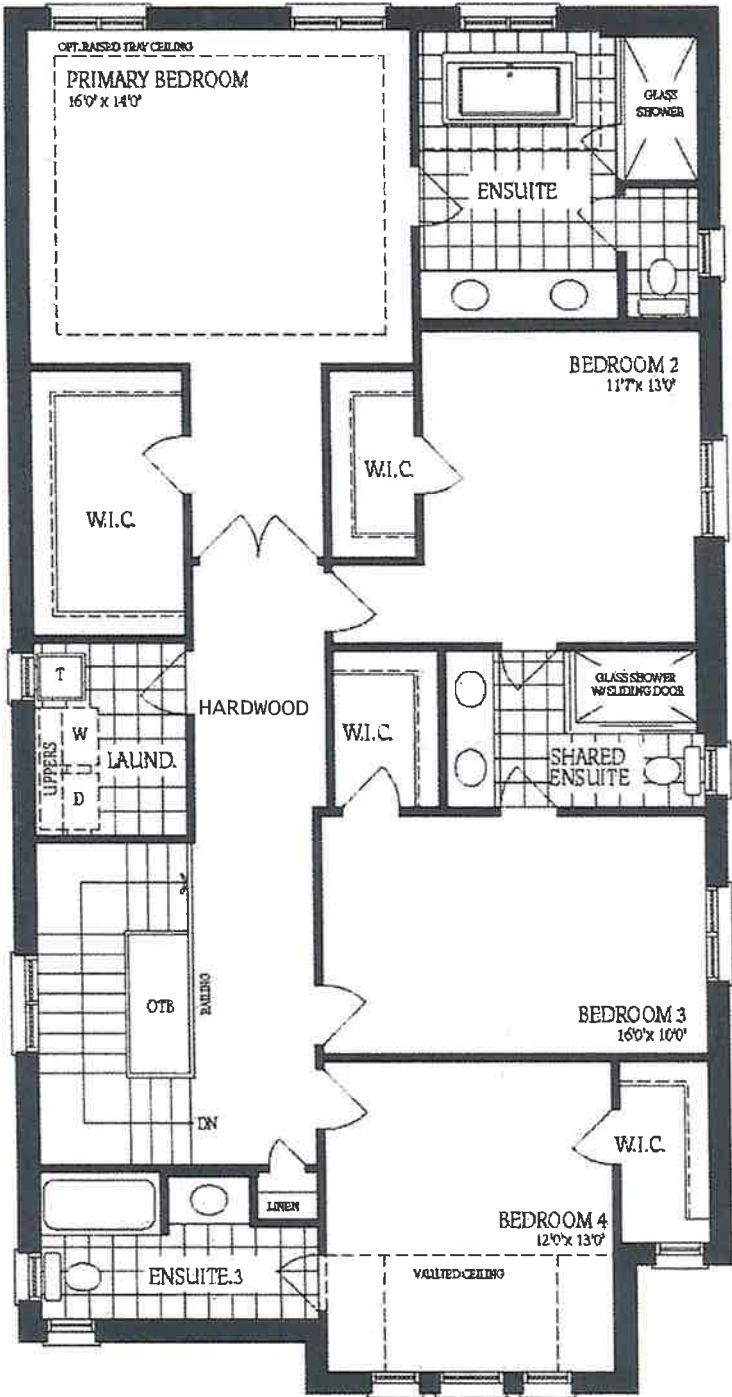 OPT. RAISED TRAY CEILING
PRIMARY BEDROOM
16'0" x 14'0"
GLASS
SHOWER
ENSUITE
BEDROOM 2
11'7" x 13'0"
W.I.C.
W.I.C.
T
HARDWOOD
W.I.C.
GLASS SHOWER
W/ SLIDING DOOR
UPPERS
W
LAUND.
D
SHARED
ENSUITE
OTB
RAILING
BEDROOM 3
16'0" x 10'0"
DN
W.I.C.
LINEN
BEDROOM 4
12'0" x 13'0"
ENSUITE 3
VAULTED CEILING